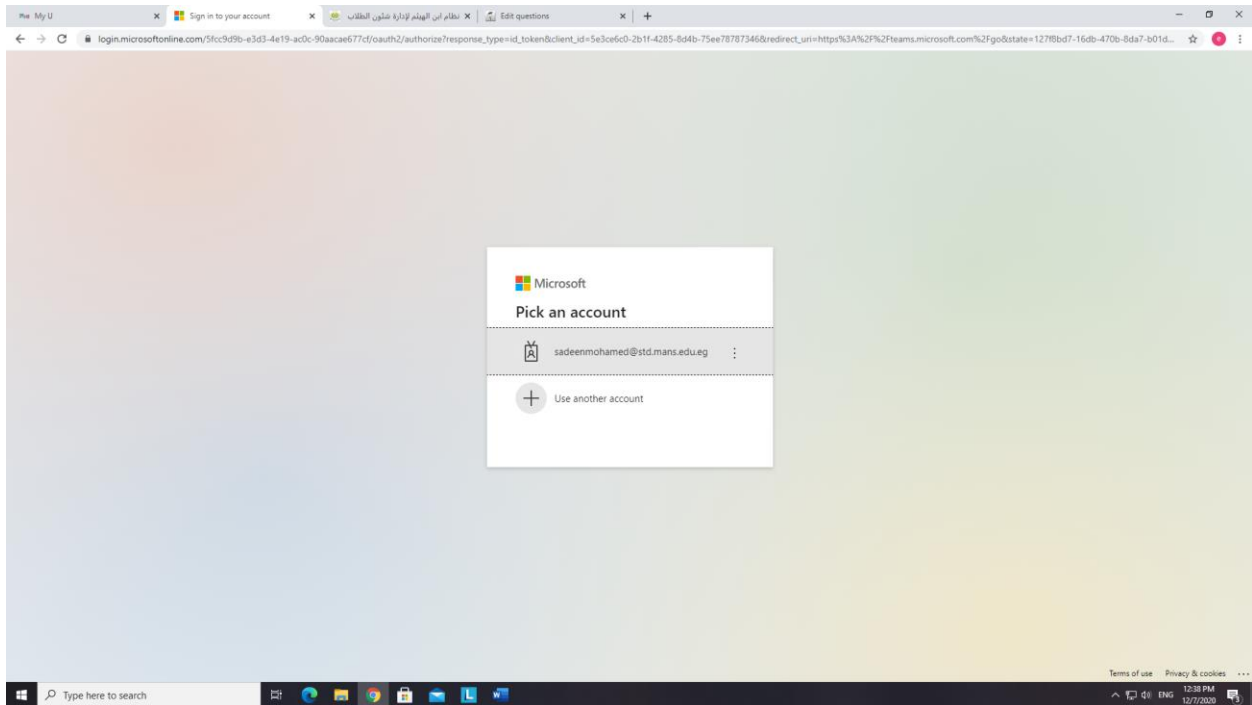 My U
Sign in to your account
نظام ابن الهيثم لإدارة شئون الطلاب
Edit questions
login.microsoftonline.com/5fcc9d9b-e3d3-4e19-ac0c-90aacae677cf/oauth2/authorize?response_type=id_token&client_id=5e3ce6c0-2b1f-4285-8d4b-75ee78787346&redirect_uri=https%3A%2F%2Fteams.microsoft.com%2Fgo&state=127f8bd7-16db-470b-8da7-b01d...
Microsoft
Pick an account
sadeenmohamed@std.mans.edu.eg
Use another account
Terms of use Privacy & cookies ...
Type here to search
ENG
12:38 PM
12/7/2020